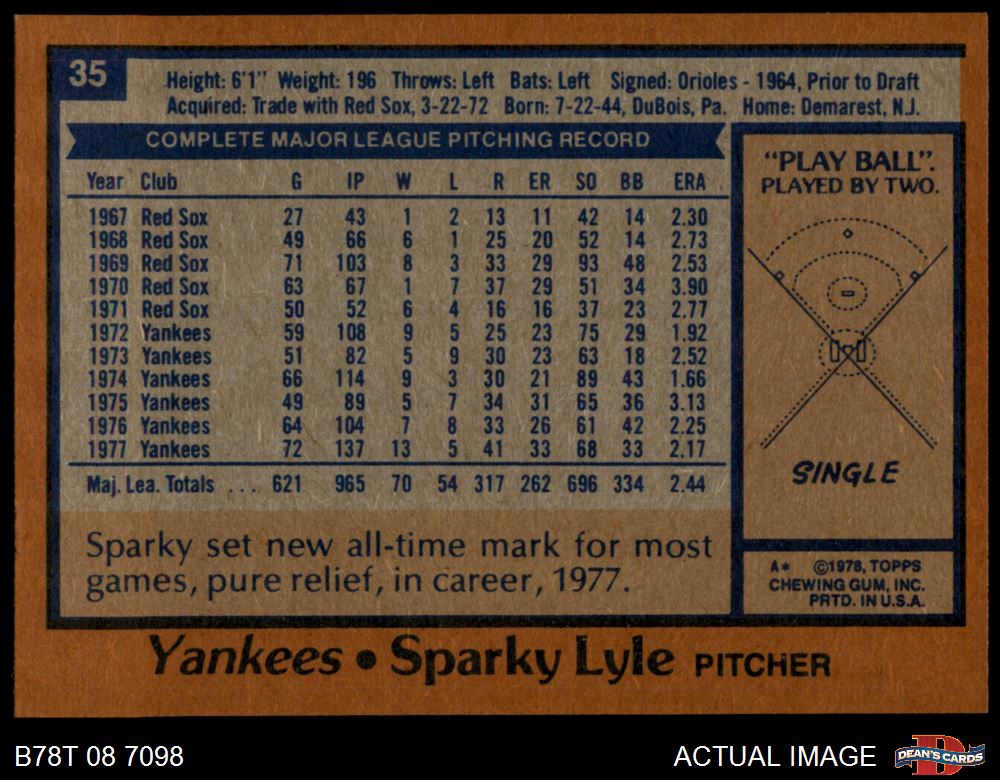 35
Height: 6'1" Weight: 196 Throws: Left Bats: Left Signed: Orioles - 1964, Prior to Draft
Acquired: Trade with Red Sox, 3-22-72 Born: 7-22-44, DuBois, Pa. Home: Demarest, N.J.
COMPLETE MAJOR LEAGUE PITCHING RECORD
Year Club G IP W L R ER SO BB ERA
1967 Red Sox 27 43 1 2 13 11 42 14 2.30
1968 Red Sox 49 66 6 1 25 20 52 14 2.73
1969 Red Sox 71 103 8 3 33 29 93 48 2.53
1970 Red Sox 63 67 1 7 37 29 51 34 3.90
1971 Red Sox 50 52 6 4 16 16 37 23 2.77
1972 Yankees 59 108 9 5 25 23 75 29 1.92
1973 Yankees 51 82 5 9 30 23 63 18 2.52
1974 Yankees 66 114 9 3 30 21 89 43 1.66
1975 Yankees 49 89 5 7 34 31 65 36 3.13
1976 Yankees 64 104 7 8 33 26 61 42 2.25
1977 Yankees 72 137 13 5 41 33 68 33 2.17
Maj. Lea. Totals ... 621 965 70 54 317 262 696 334 2.44
Sparky set new all-time mark for most
games, pure relief, in career, 1977.
"PLAY BALL".
PLAYED BY TWO.
SINGLE
A* ©1978, TOPPS
CHEWING GUM, INC.
PRTD. IN U.S.A.
Yankees • Sparky Lyle PITCHER
B78T 08 7098
ACTUAL IMAGE
D
DEAN'S CARDS